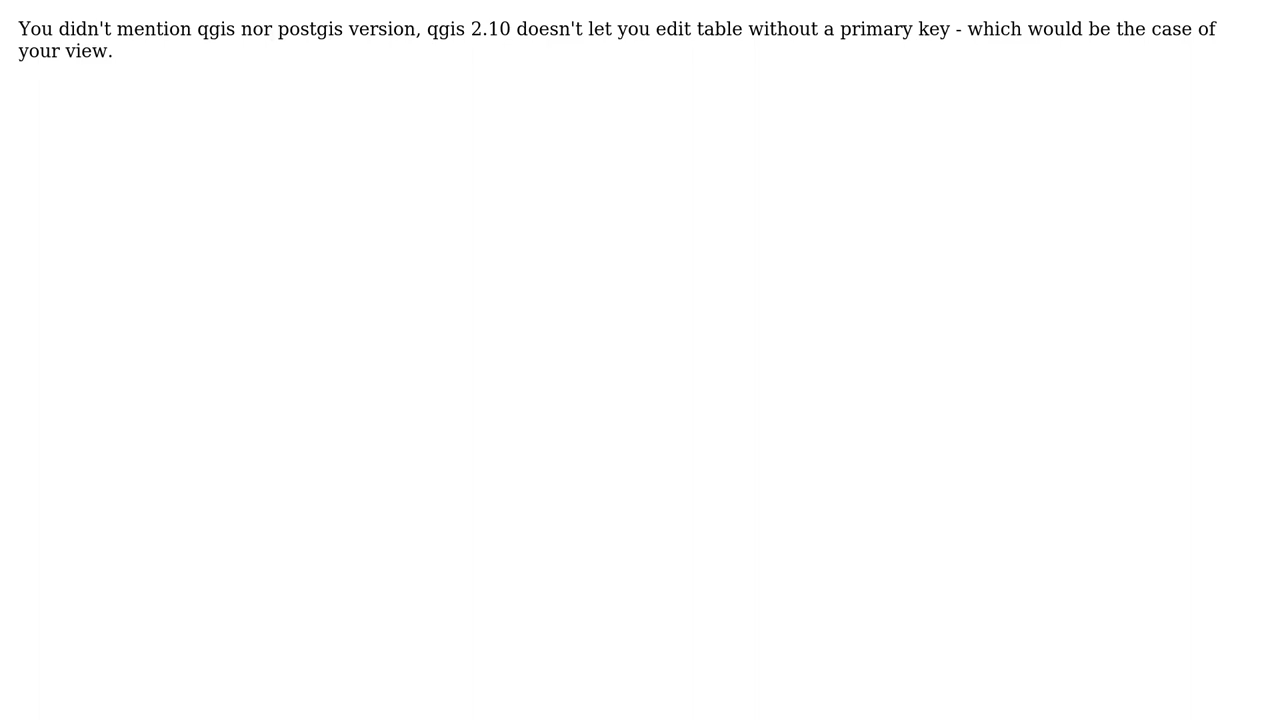 You didn't mention qgis nor postgis version, qgis 2.10 doesn't let you edit table without a primary key - which would be the case of
your view.